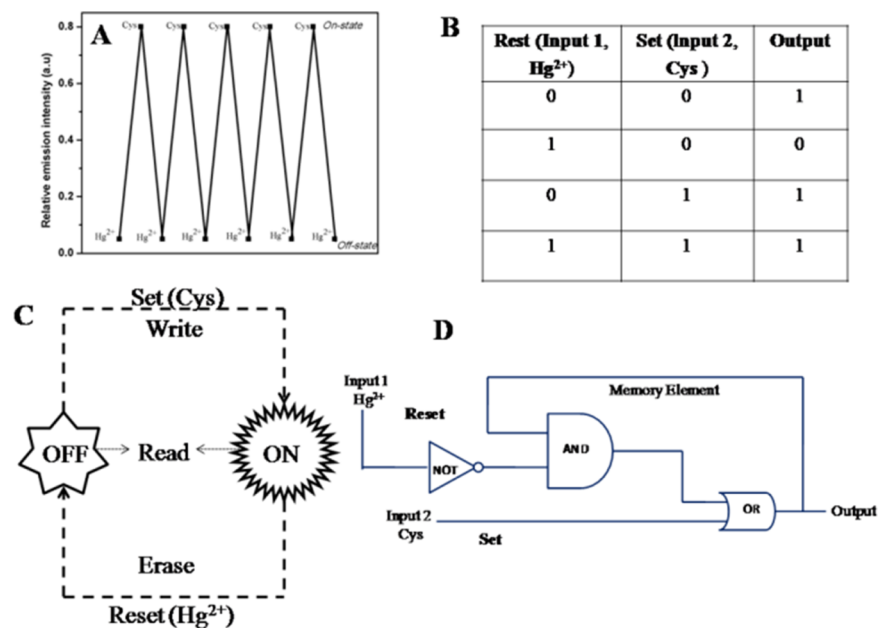 A
Relative emission intensity (a.u)
0.8
0.6
0.4
0.2
0.0
Cys Cys Cys Cys Cys On-state
Hg²⁺ Hg²⁺ Hg²⁺ Hg²⁺ Hg²⁺ Hg²⁺
Off-state
B
Rest (Input 1, Set (Input 2, Output
Hg²⁺) Cys )
0 0 1
1 0 0
0 1 1
1 1 1
C
Set (Cys)
Write
OFF Read ON
Erase
Reset (Hg²⁺)
D
Input 1
Hg²⁺
Reset
Memory Element
NOT
AND
OR
Output
Input 2
Cys
Set